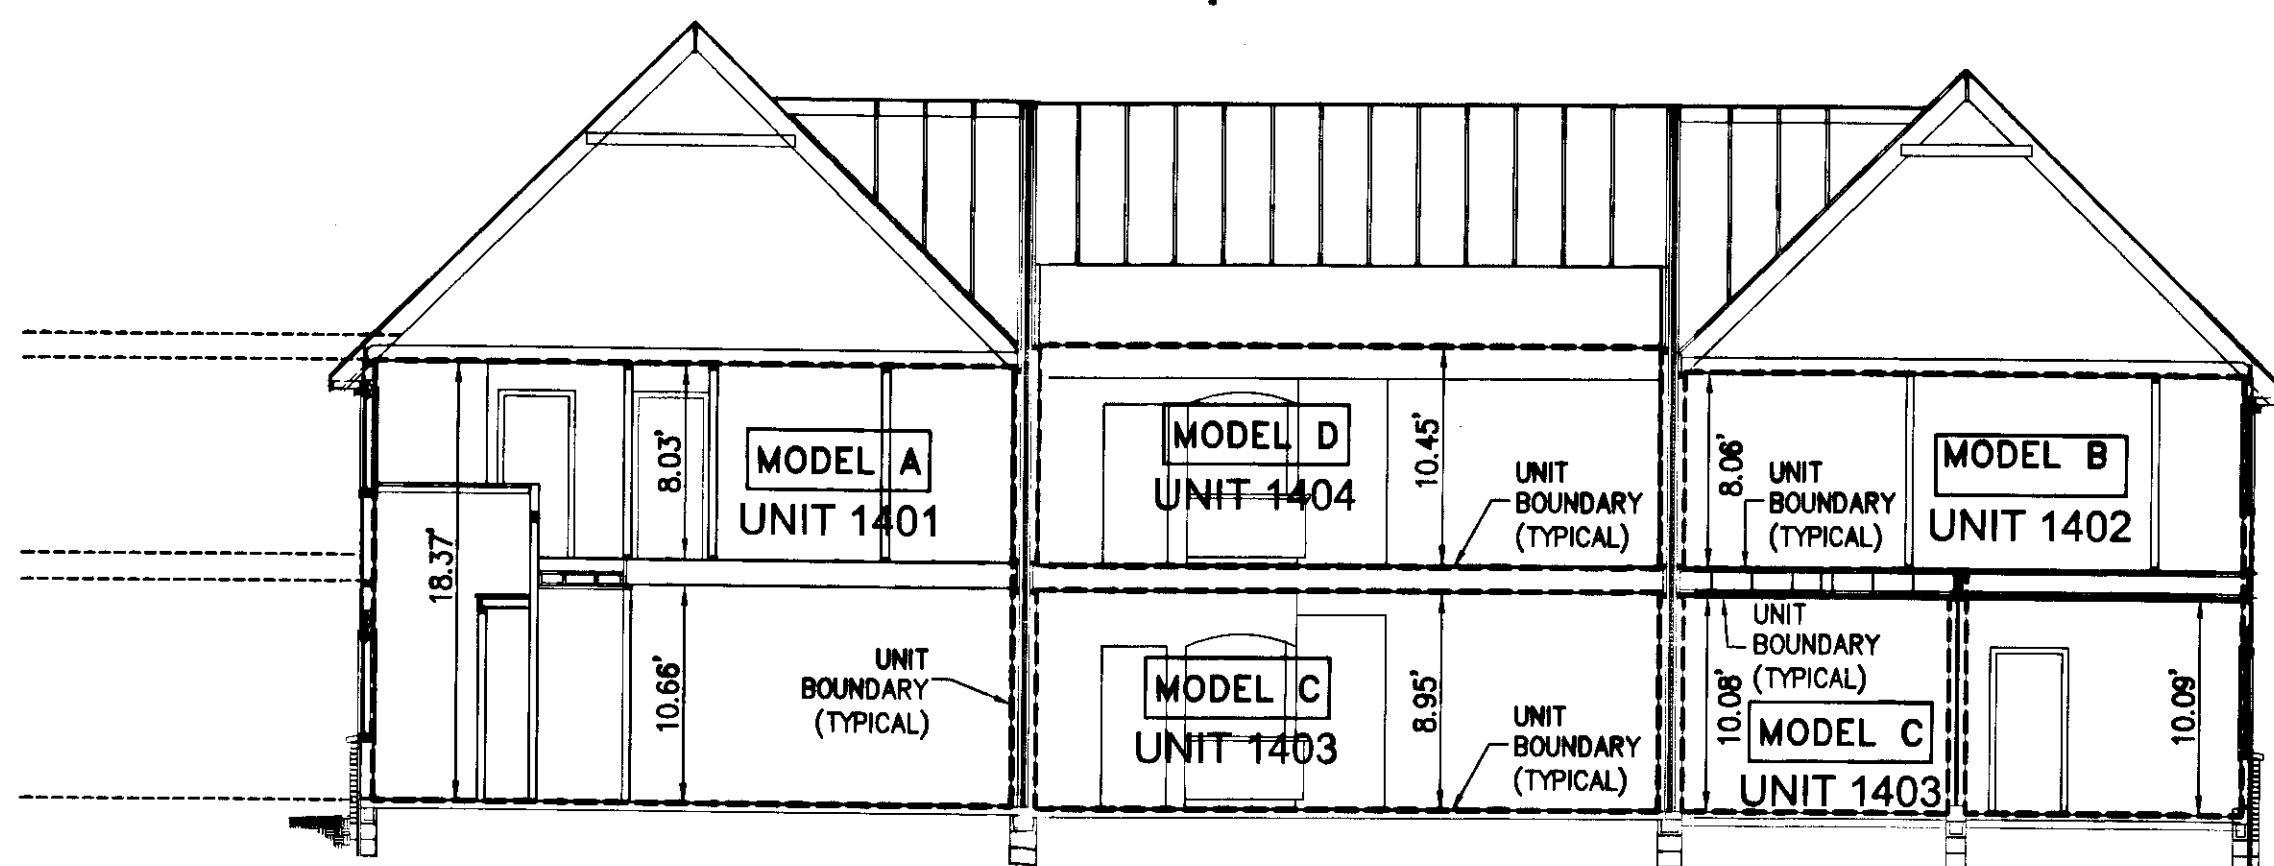 18.37'
8.03'
MODEL A
UNIT 1401
10.66'
UNIT
BOUNDARY
(TYPICAL)
MODEL D
UNIT 1404
10.45'
UNIT
BOUNDARY
(TYPICAL)
MODEL C
UNIT 1403
8.95'
UNIT
BOUNDARY
(TYPICAL)
8.06'
UNIT
BOUNDARY
(TYPICAL)
MODEL B
UNIT 1402
UNIT
BOUNDARY
(TYPICAL)
10.08'
MODEL C
UNIT 1403
10.09'